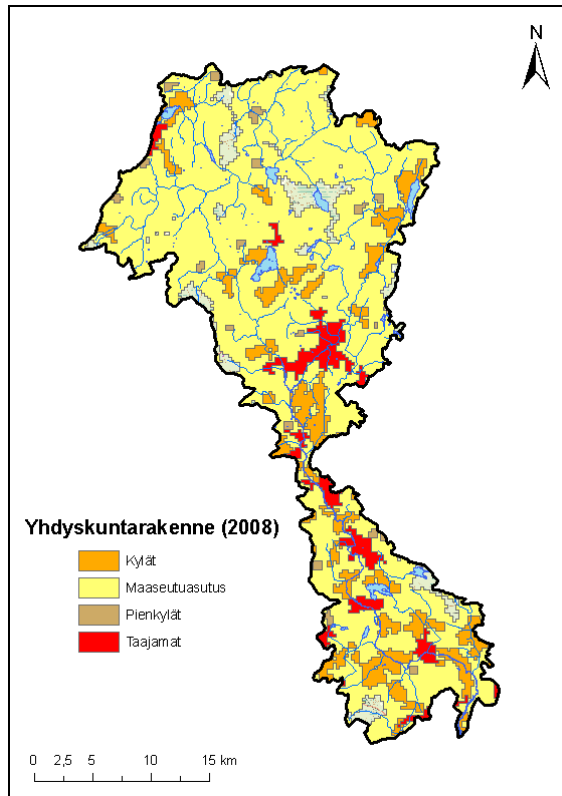 N
Yhdyskuntarakenne (2008)
Kylät
Maaseutuasutus
Pienkylät
Taajamat
0 2,5 5 10 15 km